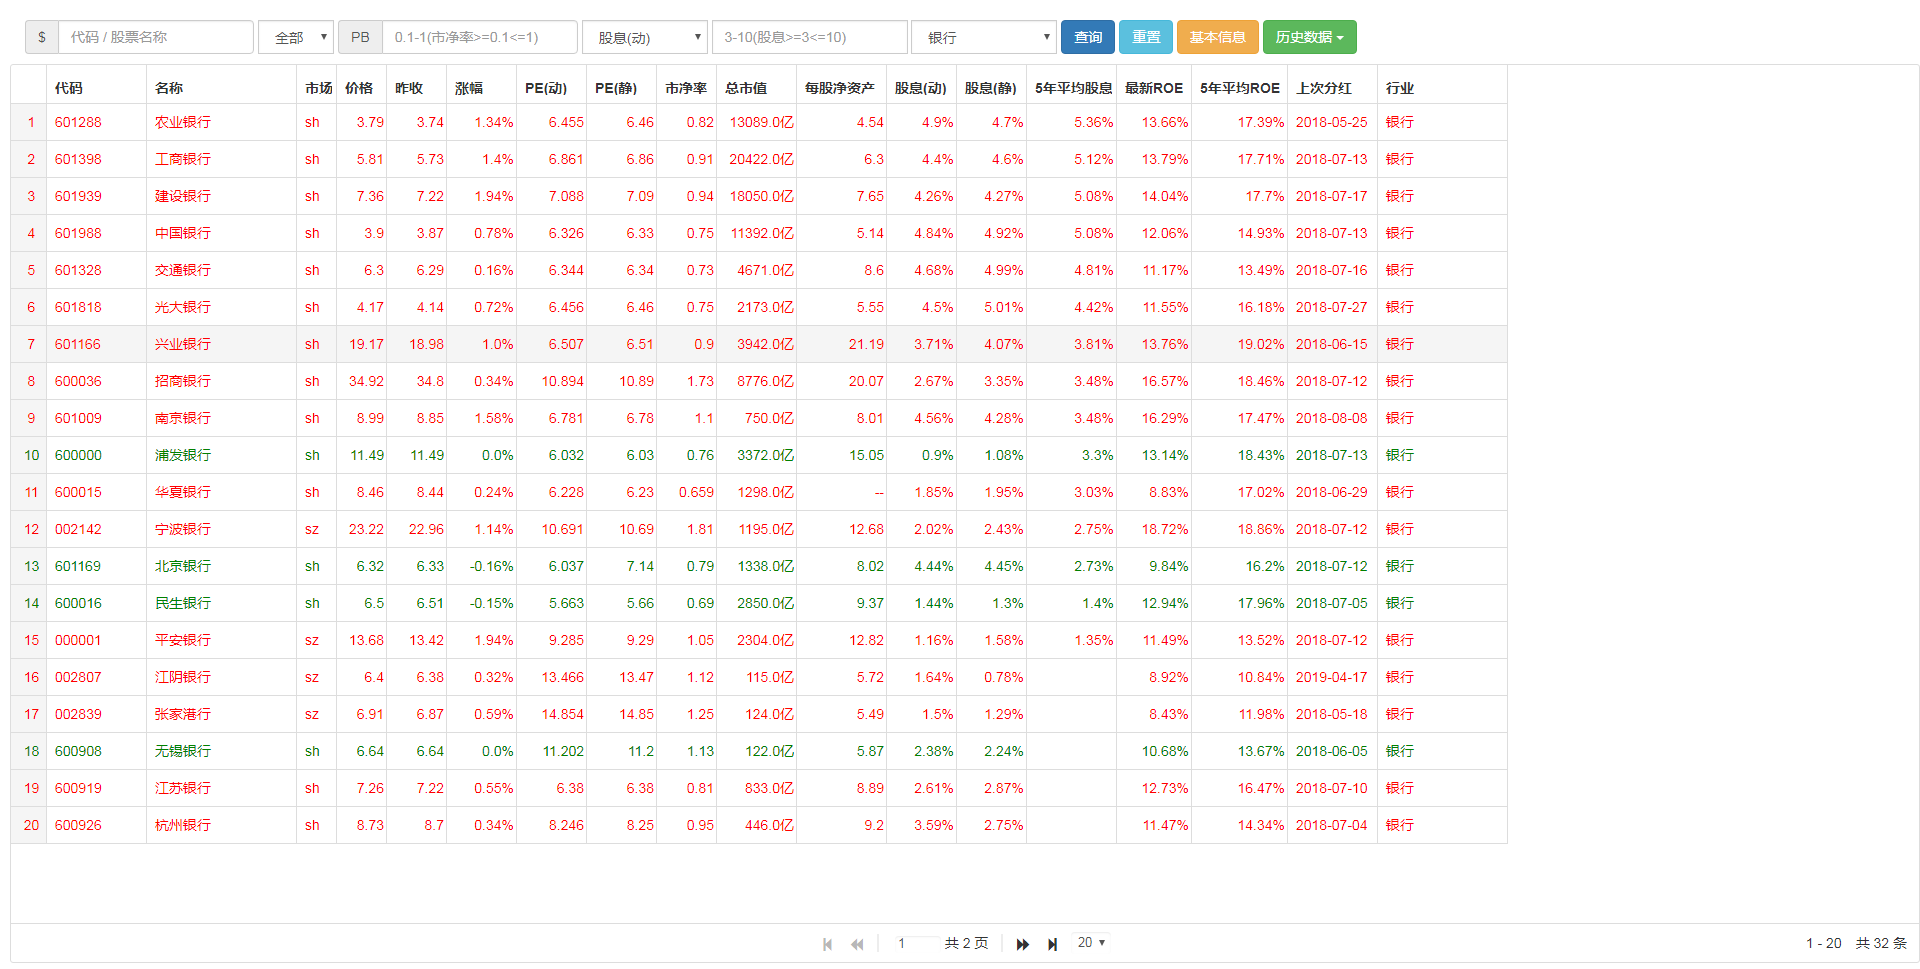 $ 代码 / 股票名称 全部 PB 0.1-1(市净率>=0.1<=1) 股息(动) 3-10(股息>=3<=10) 银行 查询 重置 基本信息 历史数据
代码 名称 市场 价格 昨收 涨幅 PE(动) PE(静) 市净率 总市值 每股净资产 股息(动) 股息(静) 5年平均股息 最新ROE 5年平均ROE 上次分红 行业
1 601288 农业银行 sh 3.79 3.74 1.34% 6.455 6.46 0.82 13089.0亿 4.54 4.9% 4.7% 5.36% 13.66% 17.39% 2018-05-25 银行
2 601398 工商银行 sh 5.81 5.73 1.4% 6.861 6.86 0.91 20422.0亿 6.3 4.4% 4.6% 5.12% 13.79% 17.71% 2018-07-13 银行
3 601939 建设银行 sh 7.36 7.22 1.94% 7.088 7.09 0.94 18050.0亿 7.65 4.26% 4.27% 5.08% 14.04% 17.7% 2018-07-17 银行
4 601988 中国银行 sh 3.9 3.87 0.78% 6.326 6.33 0.75 11392.0亿 5.14 4.84% 4.92% 5.08% 12.06% 14.93% 2018-07-13 银行
5 601328 交通银行 sh 6.3 6.29 0.16% 6.344 6.34 0.73 4671.0亿 8.6 4.68% 4.99% 4.81% 11.17% 13.49% 2018-07-16 银行
6 601818 光大银行 sh 4.17 4.14 0.72% 6.456 6.46 0.75 2173.0亿 5.55 4.5% 5.01% 4.42% 11.55% 16.18% 2018-07-27 银行
7 601166 兴业银行 sh 19.17 18.98 1.0% 6.507 6.51 0.9 3942.0亿 21.19 3.71% 4.07% 3.81% 13.76% 19.02% 2018-06-15 银行
8 600036 招商银行 sh 34.92 34.8 0.34% 10.894 10.89 1.73 8776.0亿 20.07 2.67% 3.35% 3.48% 16.57% 18.46% 2018-07-12 银行
9 601009 南京银行 sh 8.99 8.85 1.58% 6.781 6.78 1.1 750.0亿 8.01 4.56% 4.28% 3.48% 16.29% 17.47% 2018-08-08 银行
10 600000 浦发银行 sh 11.49 11.49 0.0% 6.032 6.03 0.76 3372.0亿 15.05 0.9% 1.08% 3.3% 13.14% 18.43% 2018-07-13 银行
11 600015 华夏银行 sh 8.46 8.44 0.24% 6.228 6.23 0.659 1298.0亿 -- 1.85% 1.95% 3.03% 8.83% 17.02% 2018-06-29 银行
12 002142 宁波银行 sz 23.22 22.96 1.14% 10.691 10.69 1.81 1195.0亿 12.68 2.02% 2.43% 2.75% 18.72% 18.86% 2018-07-12 银行
13 601169 北京银行 sh 6.32 6.33 -0.16% 6.037 7.14 0.79 1338.0亿 8.02 4.44% 4.45% 2.73% 9.84% 16.2% 2018-07-12 银行
14 600016 民生银行 sh 6.5 6.51 -0.15% 5.663 5.66 0.69 2850.0亿 9.37 1.44% 1.3% 1.4% 12.94% 17.96% 2018-07-05 银行
15 000001 平安银行 sz 13.68 13.42 1.94% 9.285 9.29 1.05 2304.0亿 12.82 1.16% 1.58% 1.35% 11.49% 13.52% 2018-07-12 银行
16 002807 江阴银行 sz 6.4 6.38 0.32% 13.466 13.47 1.12 115.0亿 5.72 1.64% 0.78% 8.92% 10.84% 2019-04-17 银行
17 002839 张家港行 sz 6.91 6.87 0.59% 14.854 14.85 1.25 124.0亿 5.49 1.5% 1.29% 8.43% 11.98% 2018-05-18 银行
18 600908 无锡银行 sh 6.64 6.64 0.0% 11.202 11.2 1.13 122.0亿 5.87 2.38% 2.24% 10.68% 13.67% 2018-06-05 银行
19 600919 江苏银行 sh 7.26 7.22 0.55% 6.38 6.38 0.81 833.0亿 8.89 2.61% 2.87% 12.73% 16.47% 2018-07-10 银行
20 600926 杭州银行 sh 8.73 8.7 0.34% 8.246 8.25 0.95 446.0亿 9.2 3.59% 2.75% 11.47% 14.34% 2018-07-04 银行
1 共 2 页 20 1 - 20 共 32 条